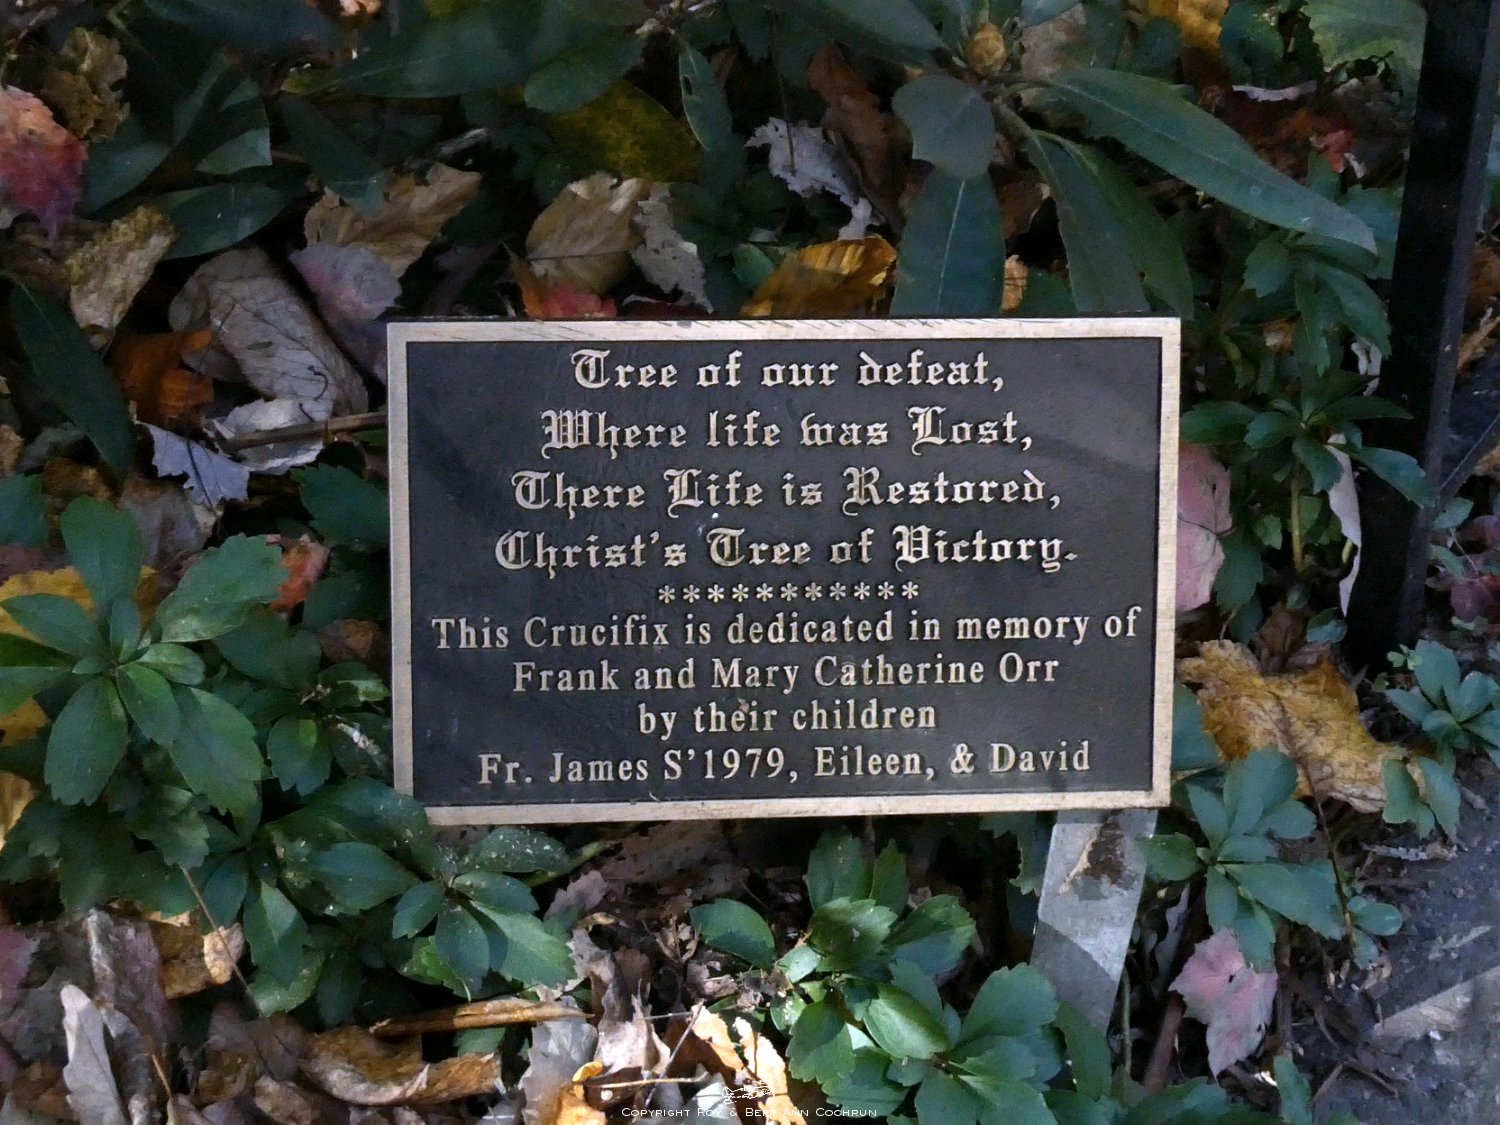 Tree of our defeat,
Where life was Lost,
There Life is Restored,
Christ's Tree of Victory.
***********
This Crucifix is dedicated in memory of
Frank and Mary Catherine Orr
by their children
Fr. James S'1979, Eileen, & David
Copyright Roy & Bery Ann Cochrun